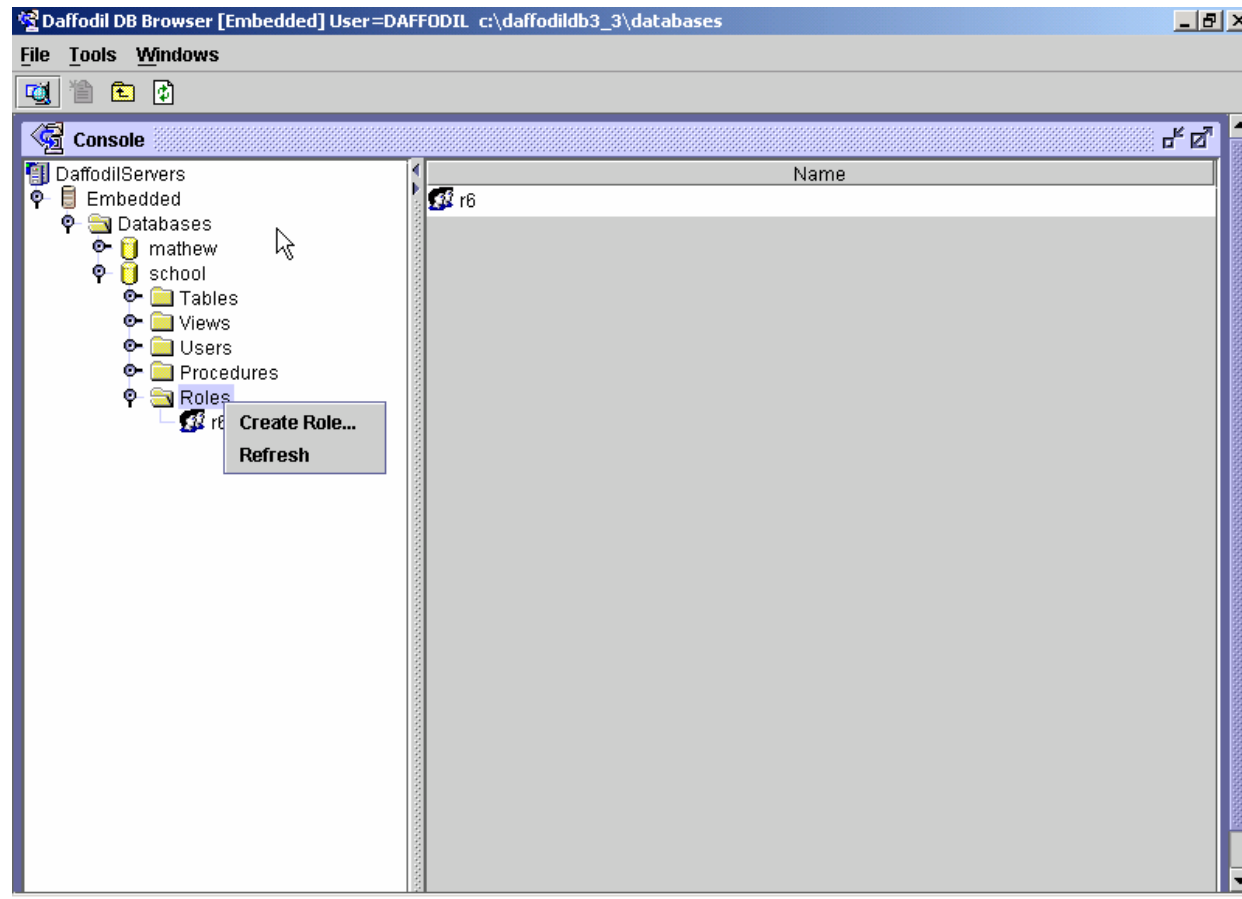 Daffodil DB Browser [Embedded] User=DAFFODIL c:\daffodildb3_3\databases
File Tools Windows
Console
DaffodilServers
Embedded
Databases
mathew
school
Tables
Views
Users
Procedures
Roles
r6
Create Role...
Refresh
Name
r6